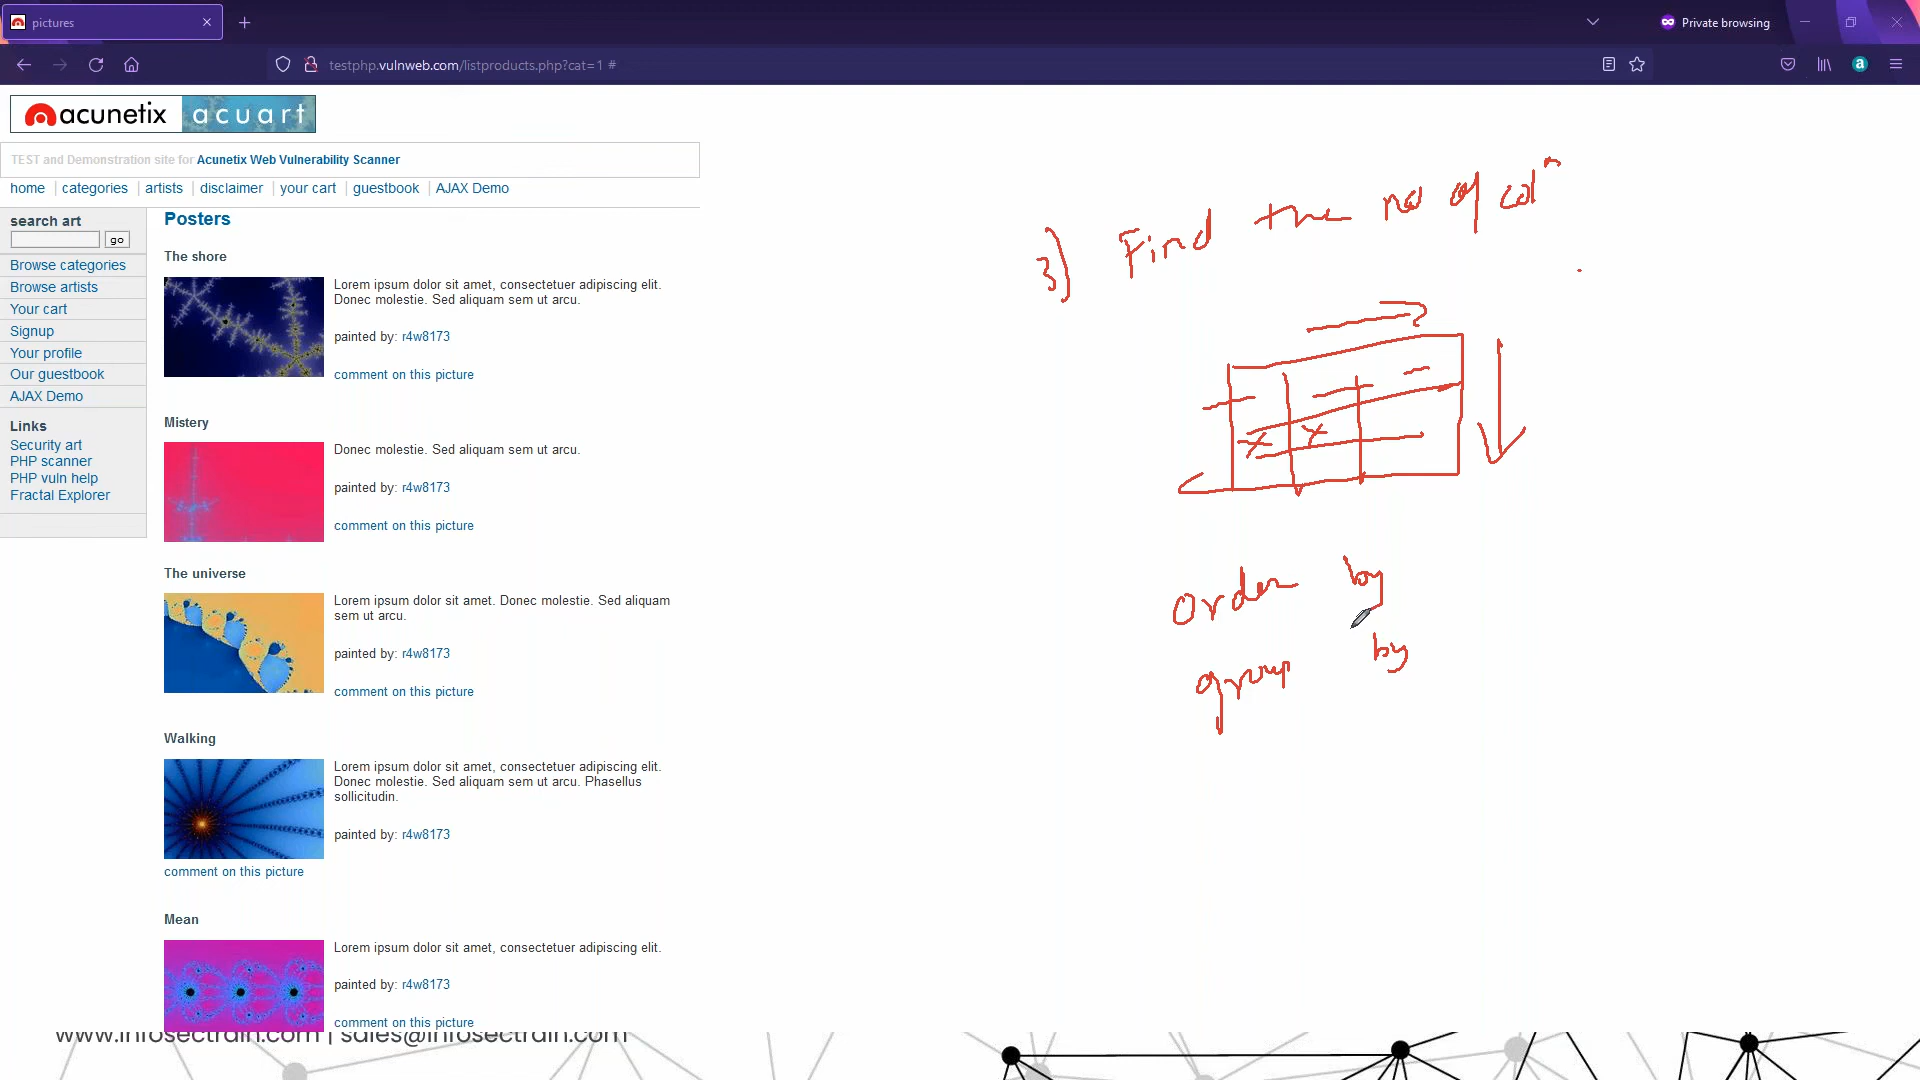 pictures
Private browsing
testphp.vulnweb.com/listproducts.php?cat=1 #
a
acunetix acuart
TEST and Demonstration site for Acunetix Web Vulnerability Scanner
home | categories | artists | disclaimer | your cart | guestbook | AJAX Demo
search art
go
Browse categories
Browse artists
Your cart
Signup
Your profile
Our guestbook
AJAX Demo
Links
Security art
PHP scanner
PHP vuln help
Fractal Explorer
Posters
The shore
Lorem ipsum dolor sit amet, consectetuer adipiscing elit.
Donec molestie. Sed aliquam sem ut arcu.
painted by: r4w8173
comment on this picture
Mistery
Donec molestie. Sed aliquam sem ut arcu.
painted by: r4w8173
comment on this picture
The universe
Lorem ipsum dolor sit amet. Donec molestie. Sed aliquam
sem ut arcu.
painted by: r4w8173
comment on this picture
Walking
Lorem ipsum dolor sit amet, consectetuer adipiscing elit.
Donec molestie. Sed aliquam sem ut arcu. Phasellus
sollicitudin.
painted by: r4w8173
comment on this picture
Mean
Lorem ipsum dolor sit amet, consectetuer adipiscing elit.
painted by: r4w8173
comment on this picture
3) Find the no of colⁿ
X Y
order by
group by
www.infosectrain.com | sales@infosectrain.com